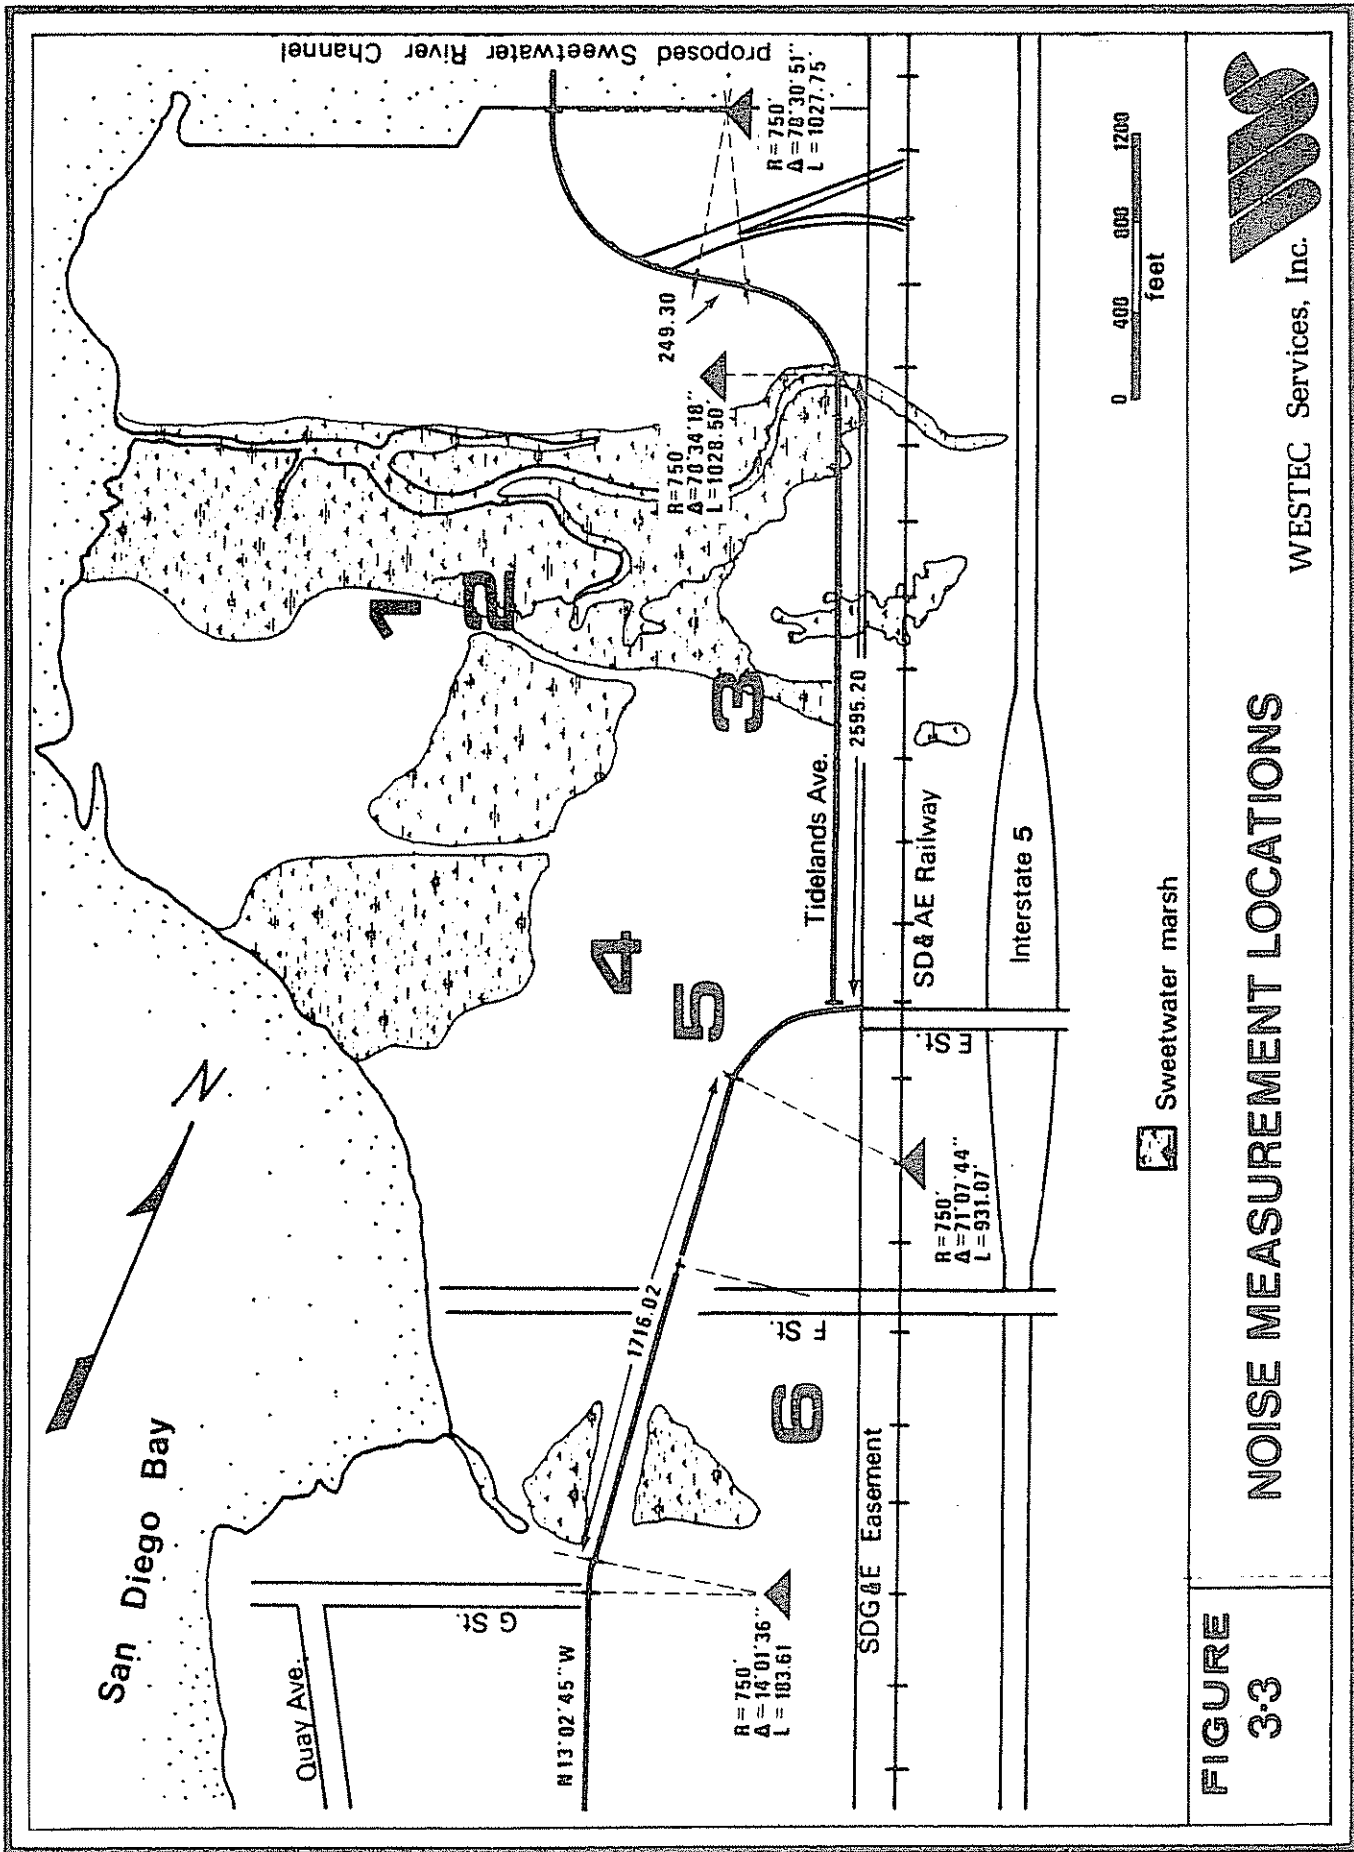 San Diego Bay
N
proposed Sweetwater River Channel
Quay Ave.
G St.
N 13°02'45" W
R = 750'
Δ = 14°01'36"
L = 183.61
1716.02
F St.
6
5
4
1
2
3
R = 750'
Δ = 71°07'44"
L = 931.07'
E St.
Tidelands Ave.
2595.20
SDG&E Easement
SD&AE Railway
Interstate 5
R = 750'
Δ = 78°34'18"
L = 1028.50'
249.30
R = 750'
Δ = 78°30'51"
L = 1027.75'
Sweetwater marsh
0 400 800 1200
feet
FIGURE
3-3
NOISE MEASUREMENT LOCATIONS
WESTEC Services, Inc.